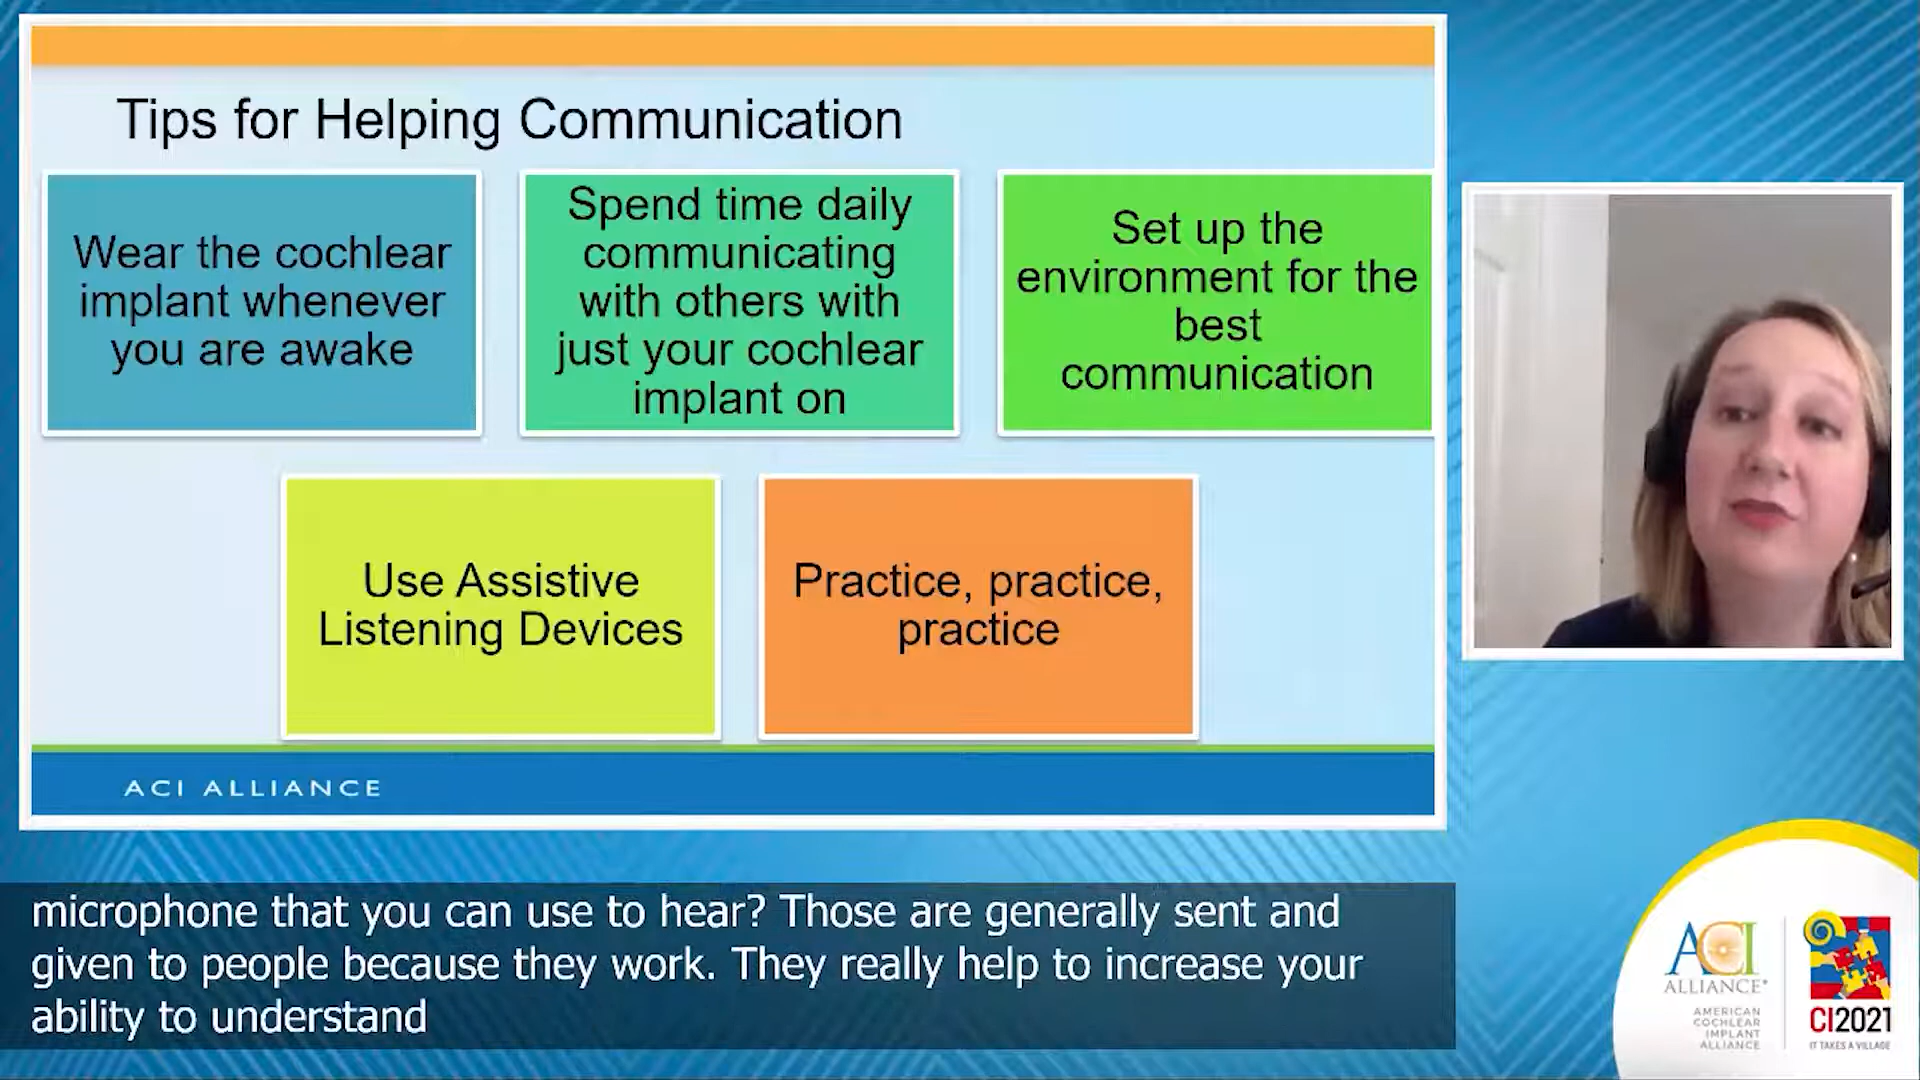 Tips for Helping Communication
Wear the cochlear
implant whenever
you are awake
Spend time daily
communicating
with others with
just your cochlear
implant on
Set up the
environment for the
best
communication
Use Assistive
Listening Devices
Practice, practice,
practice
ACI ALLIANCE
microphone that you can use to hear? Those are generally sent and
given to people because they work. They really help to increase your
ability to understand
ACI
ALLIANCE
AMERICAN
COCHLEAR
IMPLANT
ALLIANCE
CI2021
IT TAKES A VILLAGE